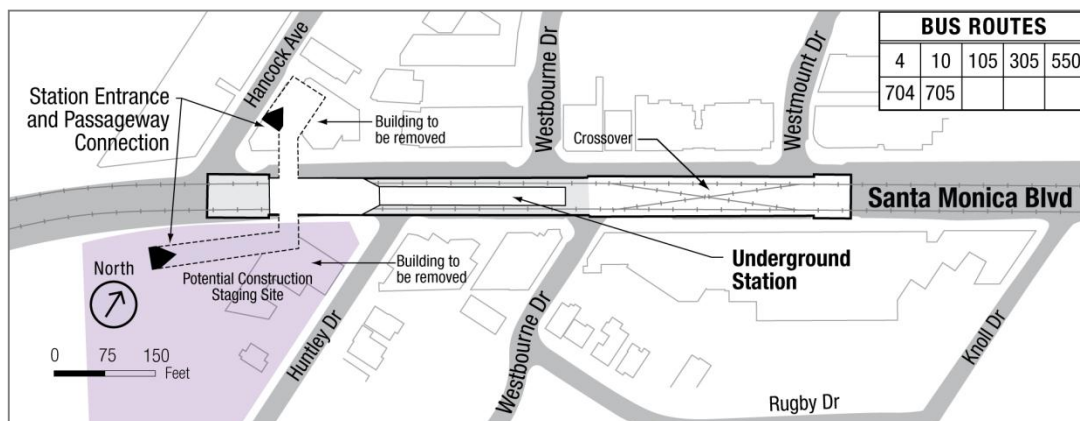 BUS ROUTES
4 10 105 305 550
704 705
Hancock Ave
Westbourne Dr
Westmount Dr
Station Entrance
and Passageway
Connection
Building to
be removed
Crossover
Santa Monica Blvd
Underground
Station
North
Potential Construction
Staging Site
Building to
be removed
0 75 150
Feet
Huntley Dr
Westbourne Dr
Knoll Dr
Rugby Dr